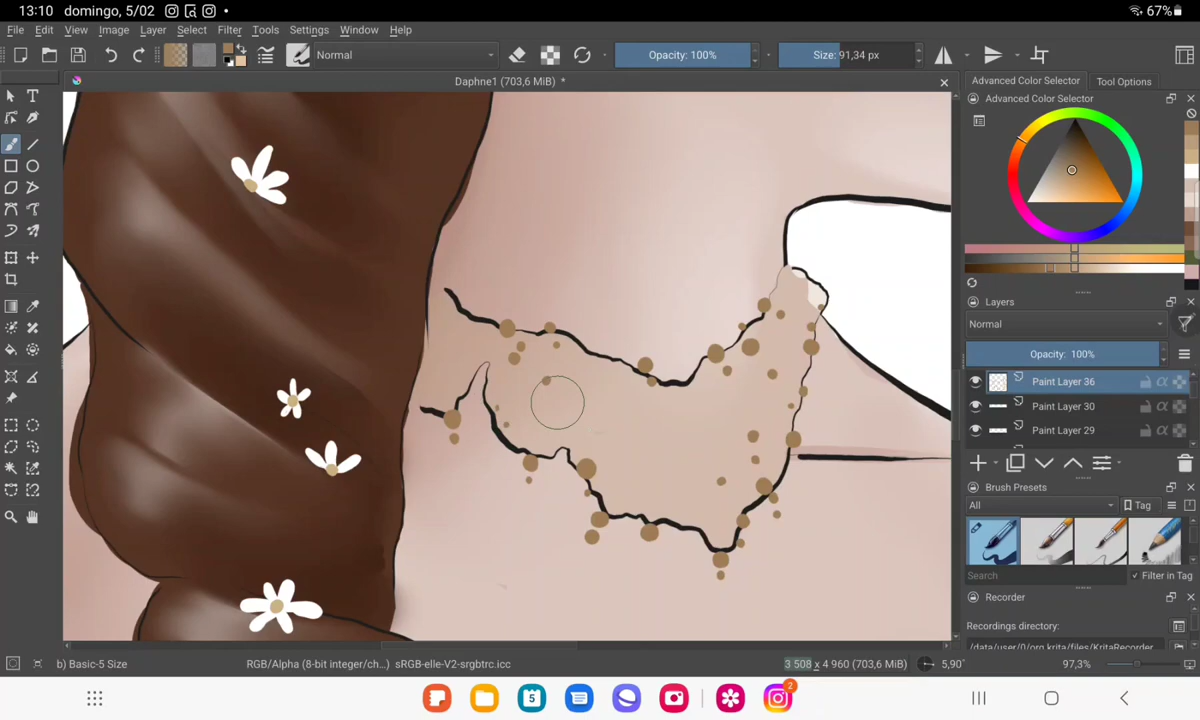 13:10 domingo, 5/02 67%
File Edit View Image Layer Select Filter Tools Settings Window Help
Normal Opacity: 100% Size: 91,34 px
Daphne1 (703,6 MiB) *
Advanced Color Selector Tool Options
Advanced Color Selector
Layers
Normal
Opacity: 100%
Paint Layer 36
Paint Layer 30
Paint Layer 29
Brush Presets
All Tag
Search Filter in Tag
Recorder
Recordings directory:
/data/user/0/org.krita/files/KritaRecorder
b) Basic-5 Size RGB/Alpha (8-bit integer/ch...) sRGB-elle-V2-srgbtrc.icc 3 508 x 4 960 (703,6 MiB) 5,90° 97,3%
5 2